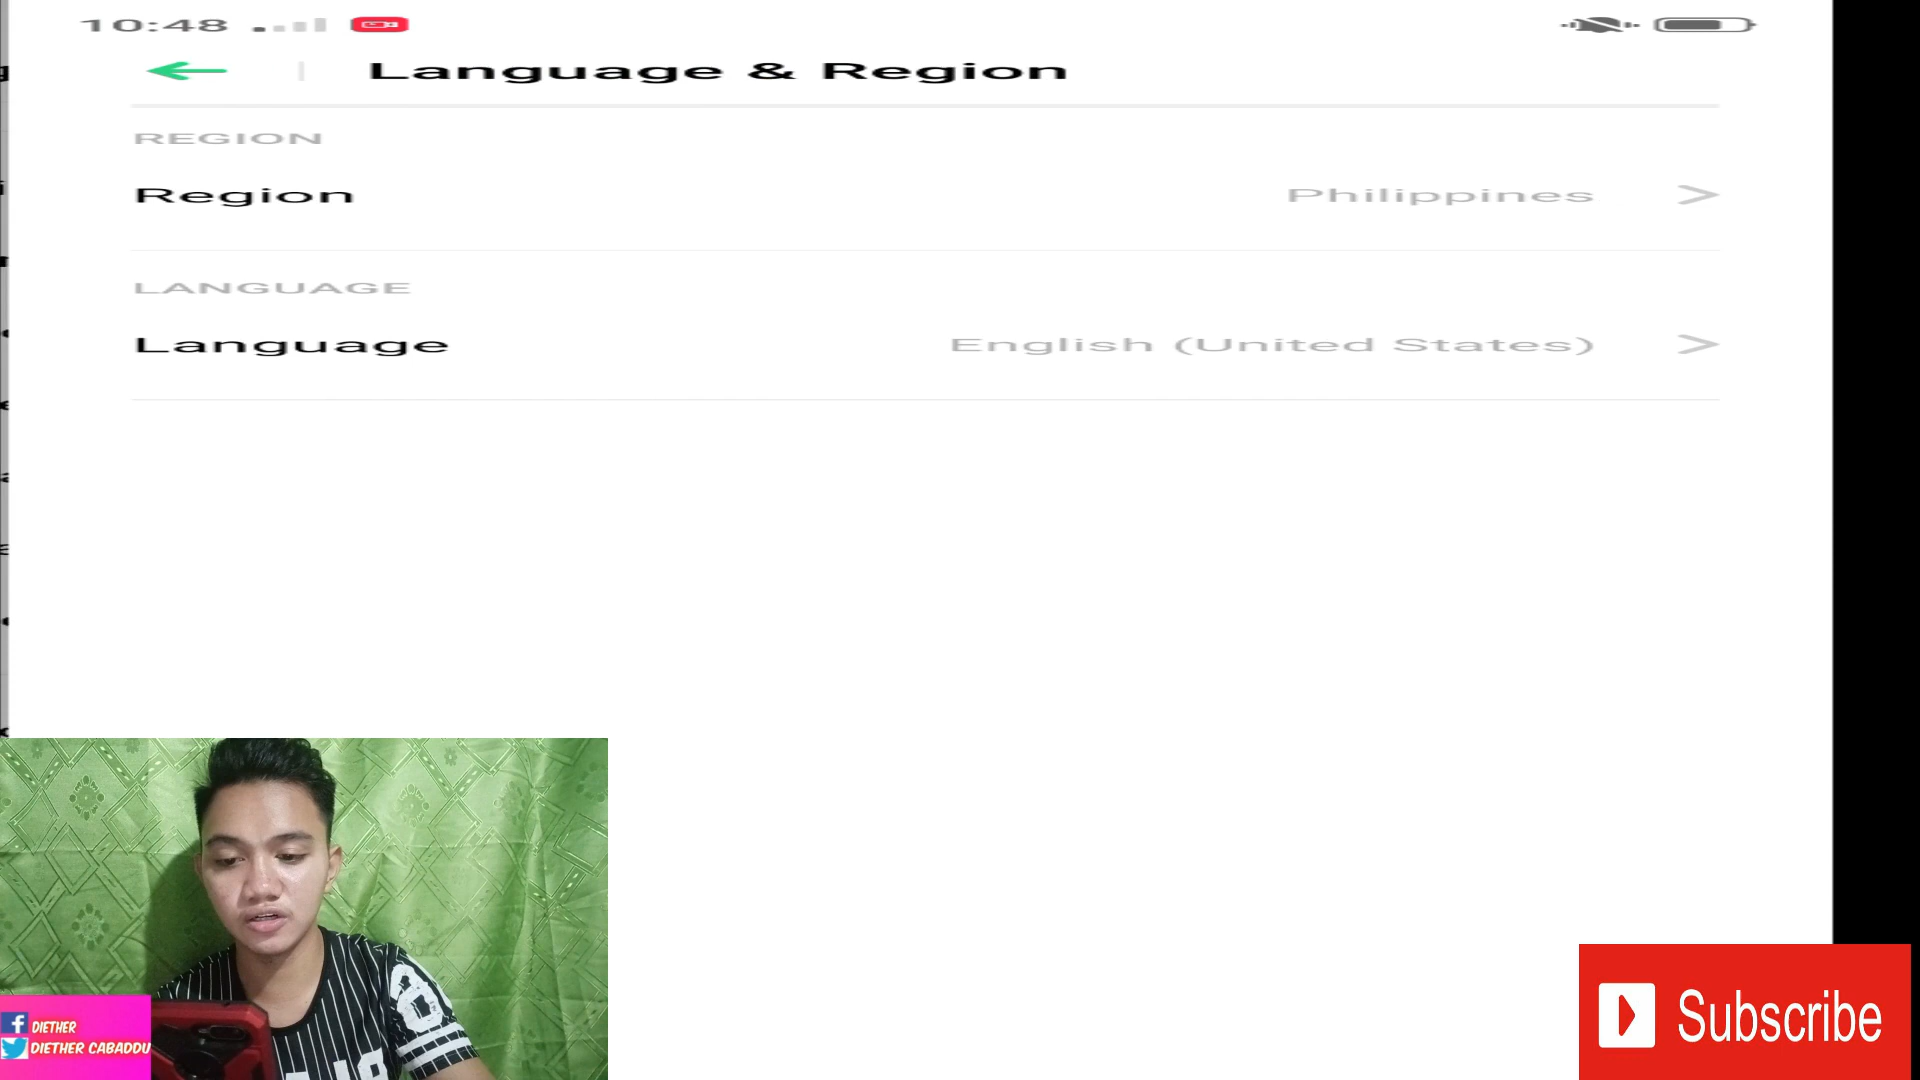 10:48
Language & Region
REGION
Region
Philippines
LANGUAGE
Language
English (United States)
DIETHER
DIETHER CABADDU
Subscribe